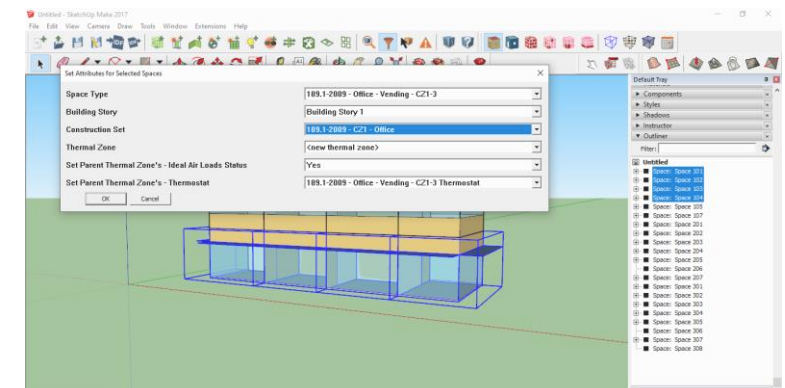 Untitled - SketchUp Make 2017
File Edit View Camera Draw Tools Window Extensions Help
Set Attributes for Selected Spaces
Space Type 189.1-2009 - Office - Vending - CZ1-3
Building Story Building Story 1
Construction Set 189.1-2009 - CZ1 - Office
Thermal Zone <new thermal zone>
Set Parent Thermal Zone's - Ideal Air Loads Status Yes
Set Parent Thermal Zone's - Thermostat 189.1-2009 - Office - Vending - CZ1-3 Thermostat
OK Cancel
Default Tray
Components
Styles
Shadows
Instructor
Outliner
Filter:
Untitled
Space: Space 101
Space: Space 102
Space: Space 103
Space: Space 104
Space: Space 105
Space: Space 107
Space: Space 201
Space: Space 202
Space: Space 203
Space: Space 204
Space: Space 205
Space: Space 206
Space: Space 207
Space: Space 301
Space: Space 302
Space: Space 303
Space: Space 304
Space: Space 305
Space: Space 306
Space: Space 307
Space: Space 308